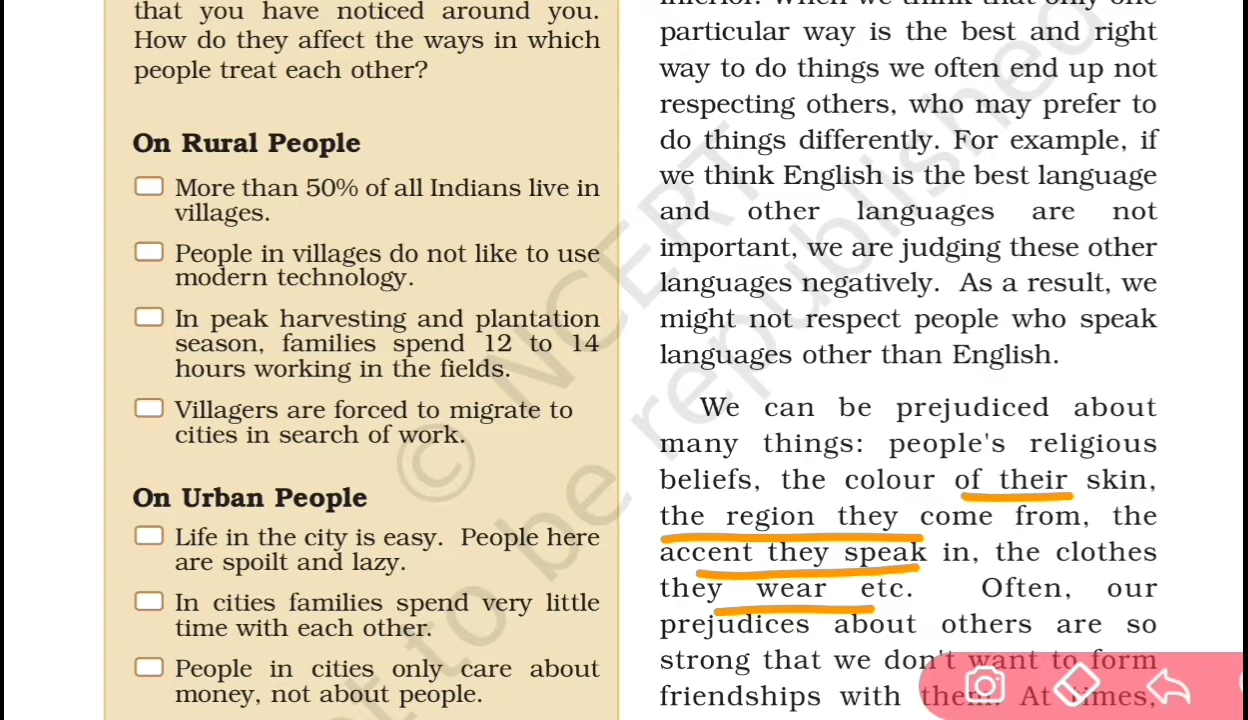 that you have noticed around you.
How do they affect the ways in which
people treat each other?
On Rural People
More than 50% of all Indians live in
villages.
People in villages do not like to use
modern technology.
In peak harvesting and plantation
season, families spend 12 to 14
hours working in the fields.
Villagers are forced to migrate to
cities in search of work.
On Urban People
Life in the city is easy. People here
are spoilt and lazy.
In cities families spend very little
time with each other.
People in cities only care about
money, not about people.
inferior. When we think that only one
particular way is the best and right
way to do things we often end up not
respecting others, who may prefer to
do things differently. For example, if
we think English is the best language
and other languages are not
important, we are judging these other
languages negatively. As a result, we
might not respect people who speak
languages other than English.
We can be prejudiced about
many things: people's religious
beliefs, the colour of their skin,
the region they come from, the
accent they speak in, the clothes
they wear etc. Often, our
prejudices about others are so
strong that we don't want to form
friendships with them. At times,
© NCERT
not to be republished